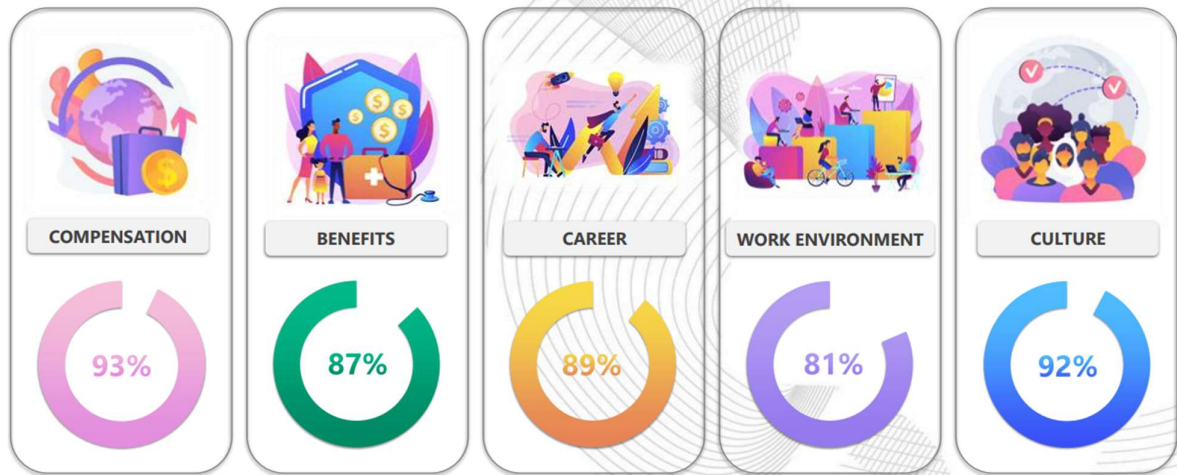 COMPENSATION
93%
BENEFITS
87%
CAREER
89%
WORK ENVIRONMENT
81%
CULTURE
92%